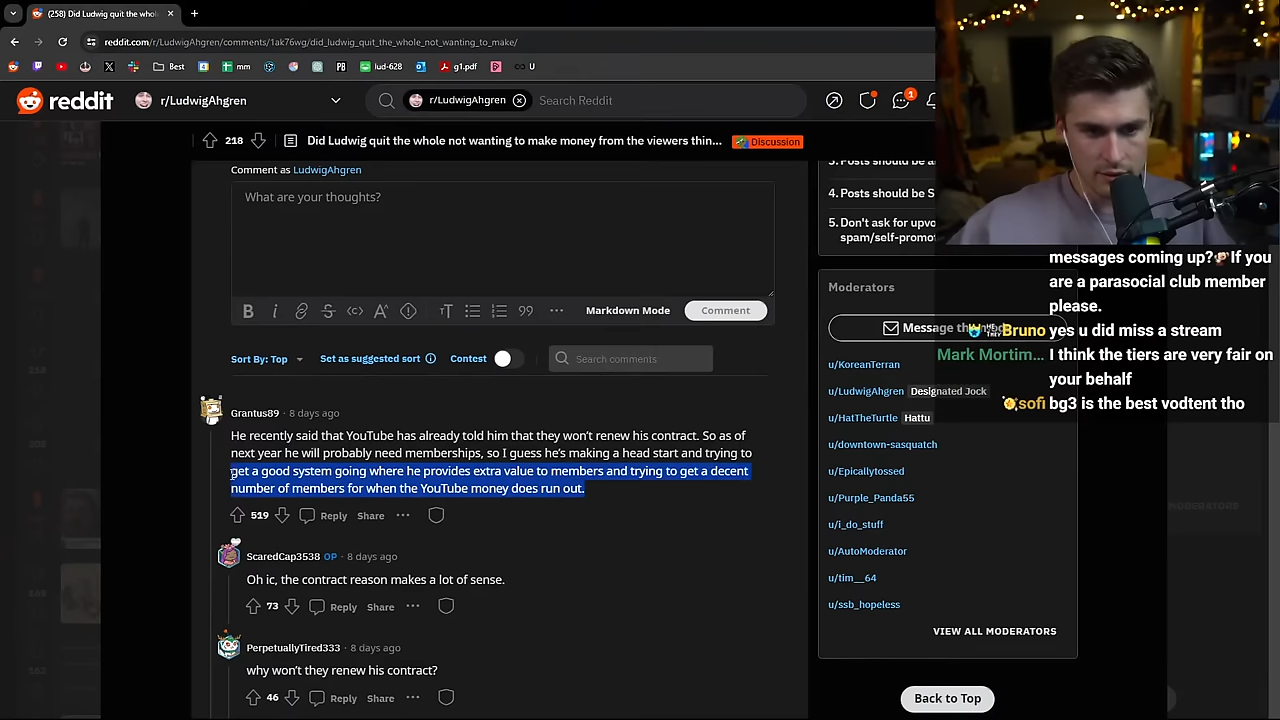 (258) Did Ludwig quit the whole
reddit.com/r/LudwigAhgren/comments/1ak76wg/did_ludwig_quit_the_whole_not_wanting_to_make/
Best
mm
iud-628
g1.pdf
U
reddit
r/LudwigAhgren
r/LudwigAhgren
Search Reddit
1
218
Did Ludwig quit the whole not wanting to make money from the viewers thin...
Discussion
Comment as LudwigAhgren
What are your thoughts?
Markdown Mode
Comment
Sort By: Top
Set as suggested sort
Contest
Search comments
Grantus89 · 8 days ago
He recently said that YouTube has already told him that they won't renew his contract. So as of
next year he will probably need memberships, so I guess he's making a head start and trying to
get a good system going where he provides extra value to members and trying to get a decent
number of members for when the YouTube money does run out.
519
Reply
Share
ScaredCap3538 OP · 8 days ago
Oh ic, the contract reason makes a lot of sense.
73
Reply
Share
PerpetuallyTired333 · 8 days ago
why won't they renew his contract?
46
Reply
Share
3. Posts should be a
4. Posts should be S
5. Don't ask for upvo
spam/self-promot
Moderators
Message th
u/KoreanTerran
u/LudwigAhgren Designated Jock
u/HatTheTurtle Hattu
u/downtown-sasquatch
u/Epicallytossed
u/Purple_Panda55
u/i_do_stuff
u/AutoModerator
u/tim__64
u/ssb_hopeless
VIEW ALL MODERATORS
Back to Top
messages coming up? If you
are a parasocial club member
please.
Bruno yes u did miss a stream
Mark Mortim... I think the tiers are very fair on
your behalf
sofi bg3 is the best vodtent tho